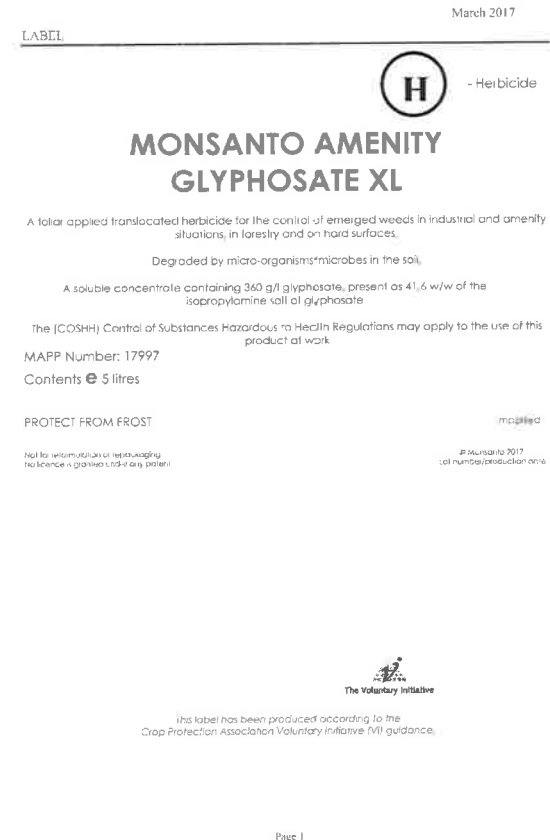 March 2017
LABEL
H
- Herbicide
MONSANTO AMENITY
GLYPHOSATE XL
A foliar applied translocated herbicide for the control of emerged weeds in industrial and amenity
situations, in forestry and on hard surfaces.
Degraded by micro-organisms*microbes in the soil.
A soluble concentrate containing 360 g/l glyphosate, present as 41.6 w/w of the
isopropylamine salt of glyphosate
The (COSHH) Control of Substances Hazardous to Health Regulations may apply to the use of this
product at work
MAPP Number: 17997
Contents e 5 litres
PROTECT FROM FROST
Not for reformulation or repackaging
No licence is granted under any patent
© Monsanto 2017
Lot number/production date
The Voluntary Initiative
This label has been produced according to the
Crop Protection Association Voluntary Initiative (VI) guidance.
Page 1